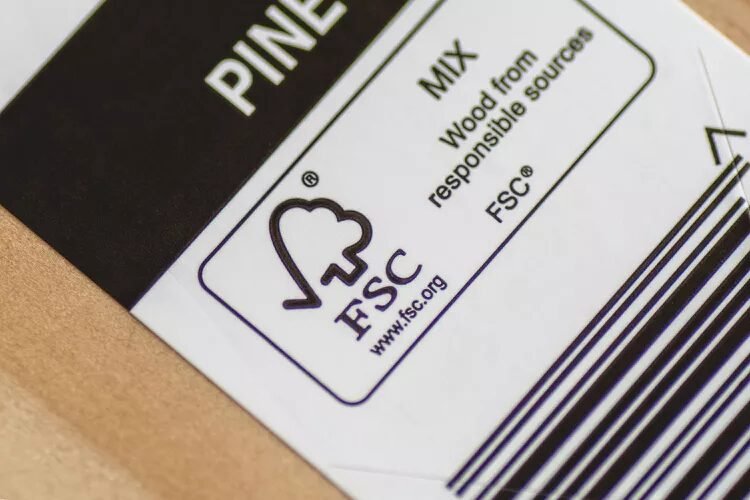 PINE
®
FSC
www.fsc.org
MIX
Wood from
responsible sources
FSC®